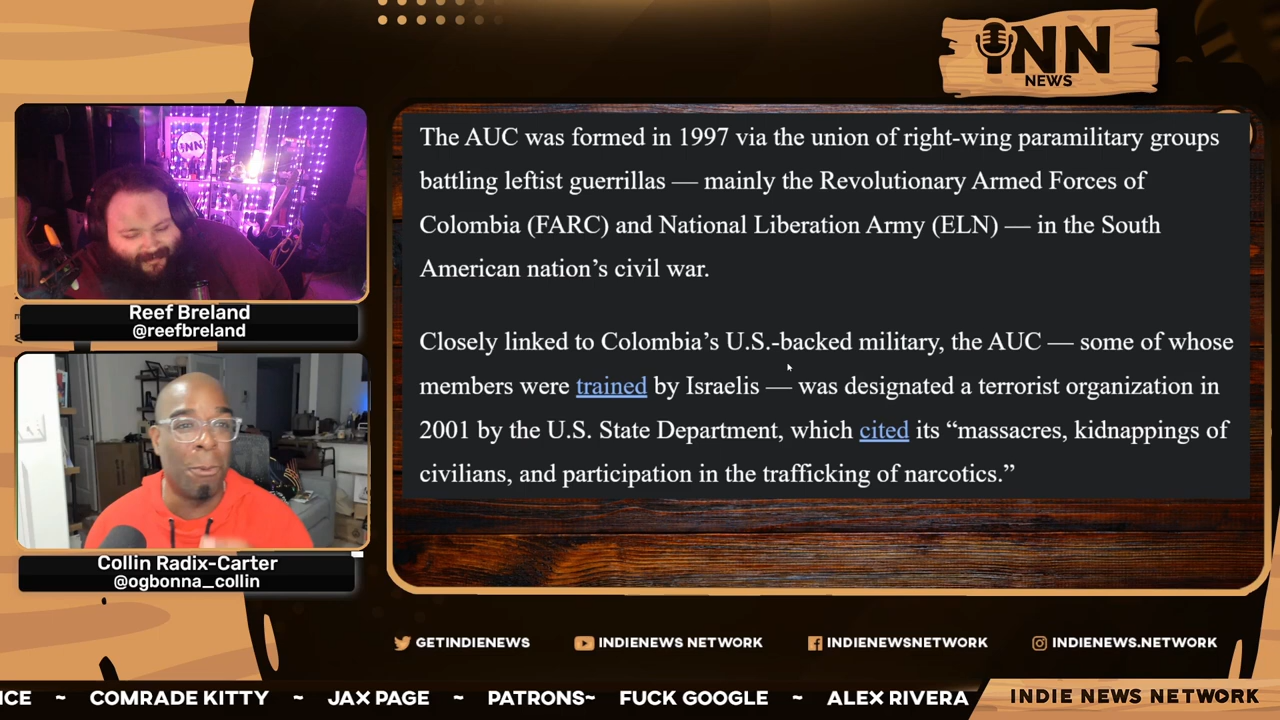 INN
NEWS
INN
The AUC was formed in 1997 via the union of right-wing paramilitary groups
battling leftist guerrillas — mainly the Revolutionary Armed Forces of
Colombia (FARC) and National Liberation Army (ELN) — in the South
American nation’s civil war.
Closely linked to Colombia’s U.S.-backed military, the AUC — some of whose
members were trained by Israelis — was designated a terrorist organization in
2001 by the U.S. State Department, which cited its “massacres, kidnappings of
civilians, and participation in the trafficking of narcotics.”
Reef Breland
@reefbreland
Collin Radix-Carter
@ogbonna_collin
GETINDIENEWS
INDIENEWS NETWORK
INDIENEWSNETWORK
INDIENEWS.NETWORK
ICE ~ COMRADE KITTY ~ JAX PAGE ~ PATRONS~ FUCK GOOGLE ~ ALEX RIVERA
INDIE NEWS NETWORK